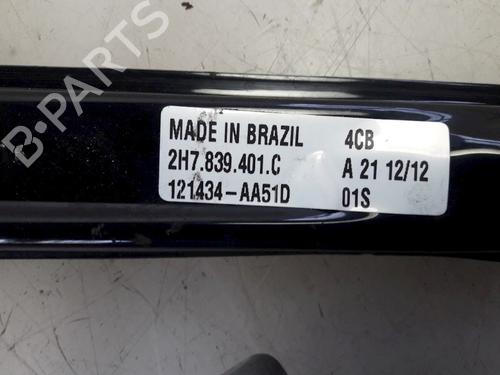 MADE IN BRAZIL 4CB
2H7.839.401.C A 21 12/12
121434-AA51D 01S
B-PARTS